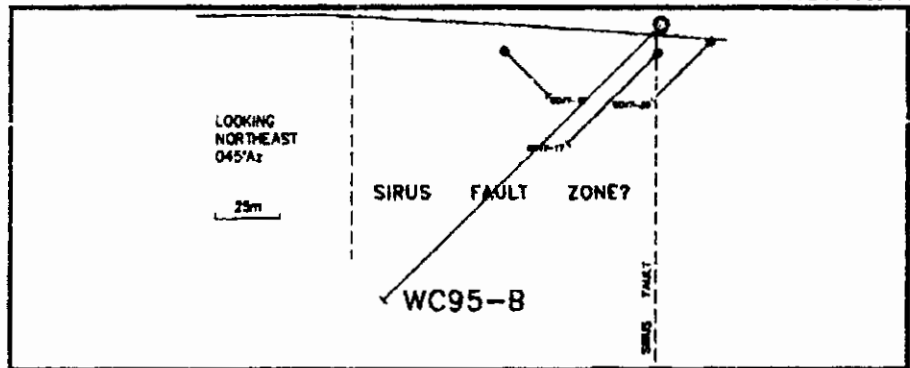 LOOKING
NORTHEAST
045°Az
25m
SIRUS FAULT ZONE?
WC95-B
SIRUS FAULT